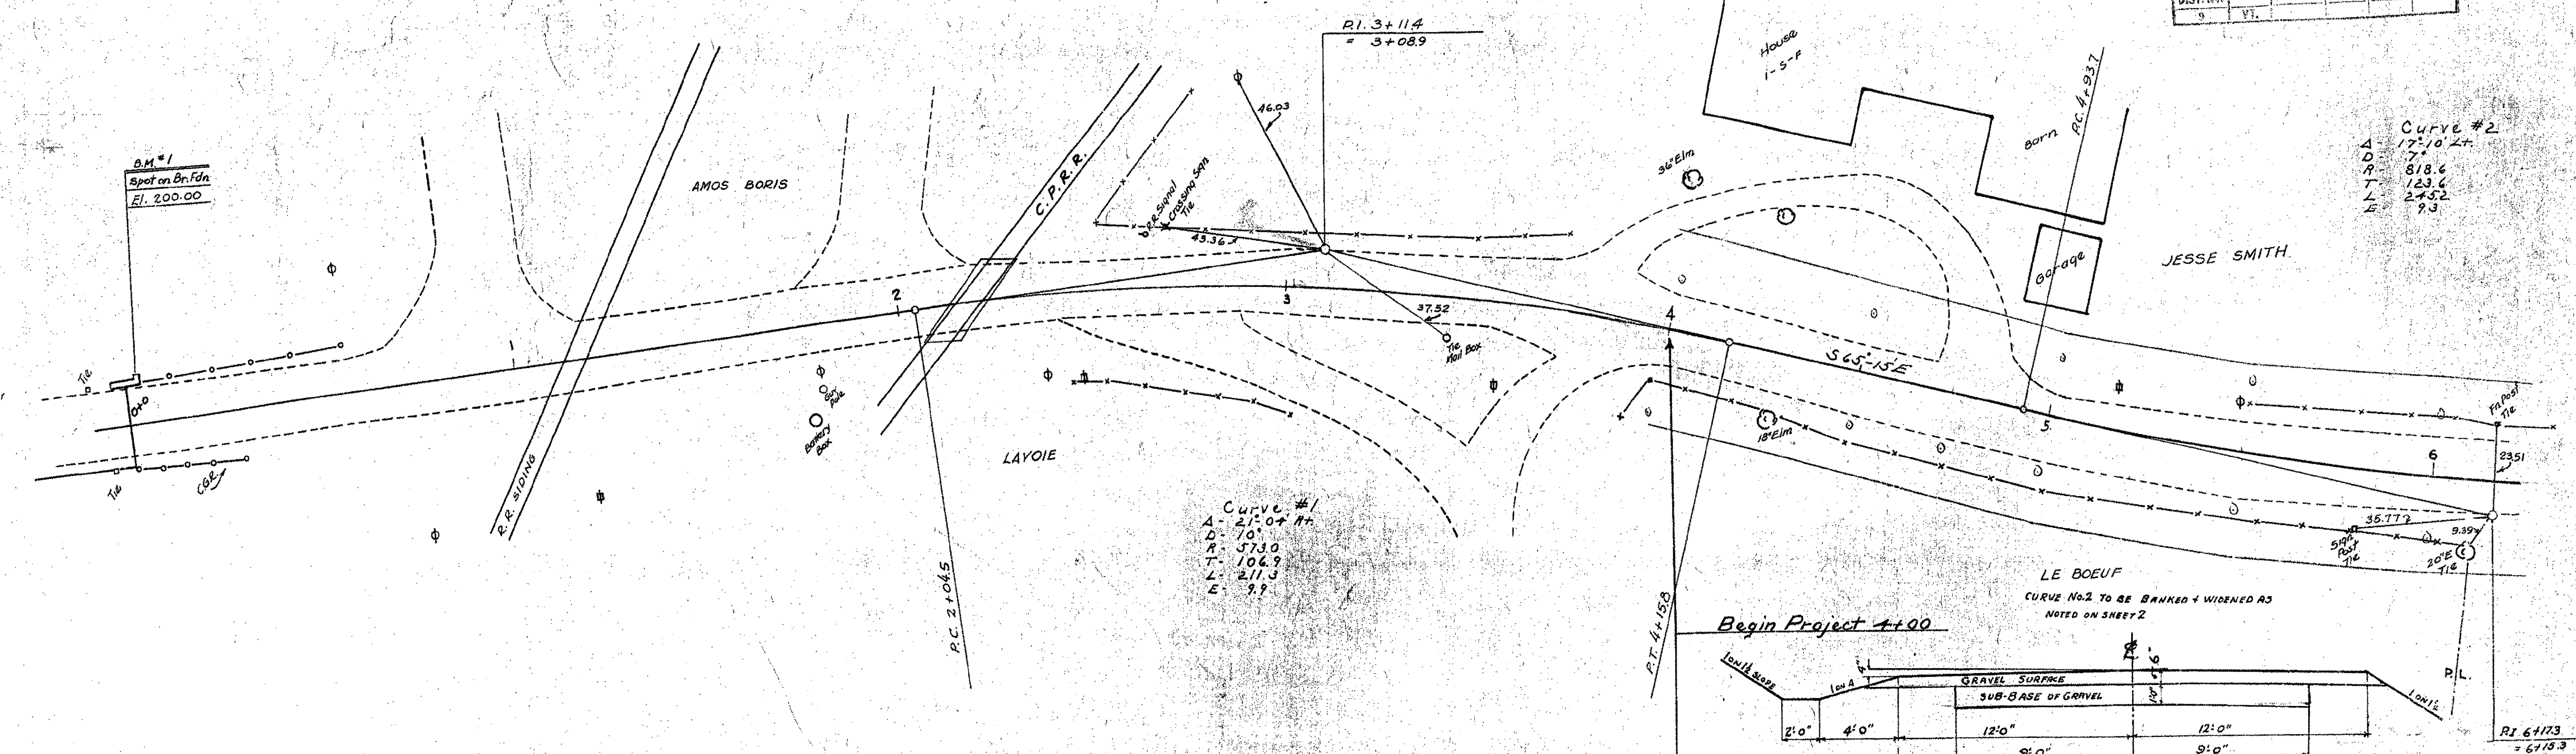 P.I. 3+11.4
= 3+08.9
9 VT.
House
1-S-F
Barn
P.C. 4+93.7
Curve #2
Δ - 17°-10' Lt.
D - 7°
R - 818.6
T - 123.6
L - 245.2
E - 9.3
B.M. #1
Spot on Br. Fdn
El. 200.00
AMOS BORIS
C.P.R.R.
R.R. Signal
Crossing Sign
Tie
46.03
45.36
36" Elm
Garage
JESSE SMITH
2
3
37.52
Tie
Mail Box
4
S 65°-15' E
5
6
Fn. Post
Tie
23.51
Tie
0+0
Tie
C.G.R.
R.R. SIDING
Guy
Pole
Battery
Box
LAVOIE
18" Elm
35.77
9.39
Sign
Post
Tie
20" E
Tie
Curve #1
Δ - 21°-04' Rt.
D - 10°
R - 573.0
T - 106.9
L - 211.3
E - 9.9
P.C. 2+04.5
P.T. 4+15.8
LE BOEUF
CURVE No.2 TO BE BANKED + WIDENED AS
NOTED ON SHEET 2
Begin Project 4+00
1 ON 1½ SLOPE
4"
1 ON 4
GRAVEL SURFACE
SUB-BASE OF GRAVEL
6"
1 ON 1½
P.L.
2'-0"
4'-0"
12'-0"
12'-0"
9'-0"
9'-0"
P.I. 6+17.3